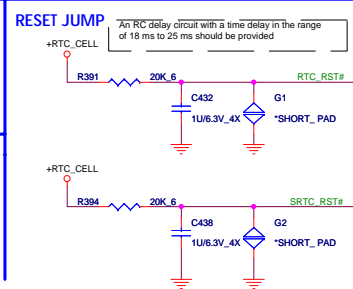 RESET JUMP
An RC delay circuit with a time delay in the range
of 18 ms to 25 ms should be provided
+RTC_CELL
R391 20K_6 RTC_RST#
C432 G1
1U/6.3V_4X *SHORT_ PAD
+RTC_CELL
R394 20K_6 SRTC_RST#
C438 G2
1U/6.3V_4X *SHORT_ PAD